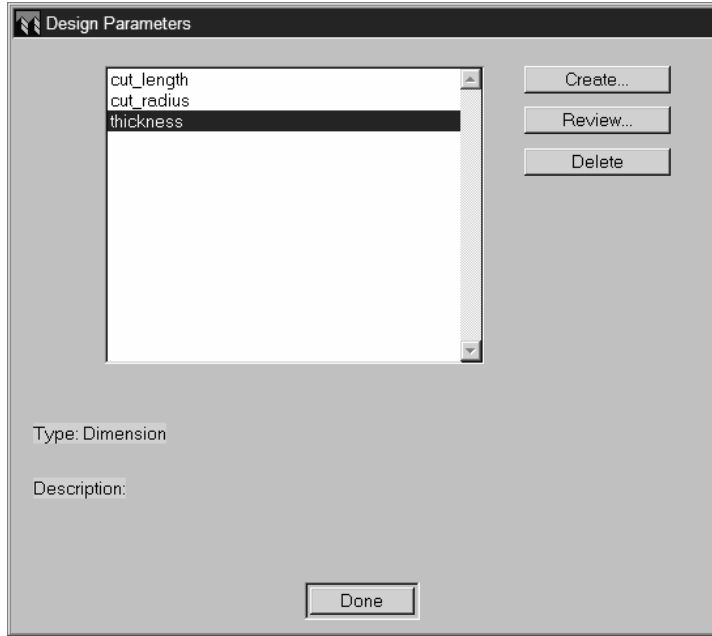 Design Parameters
cut_length
cut_radius
thickness
Create...
Review...
Delete
Type: Dimension
Description:
Done